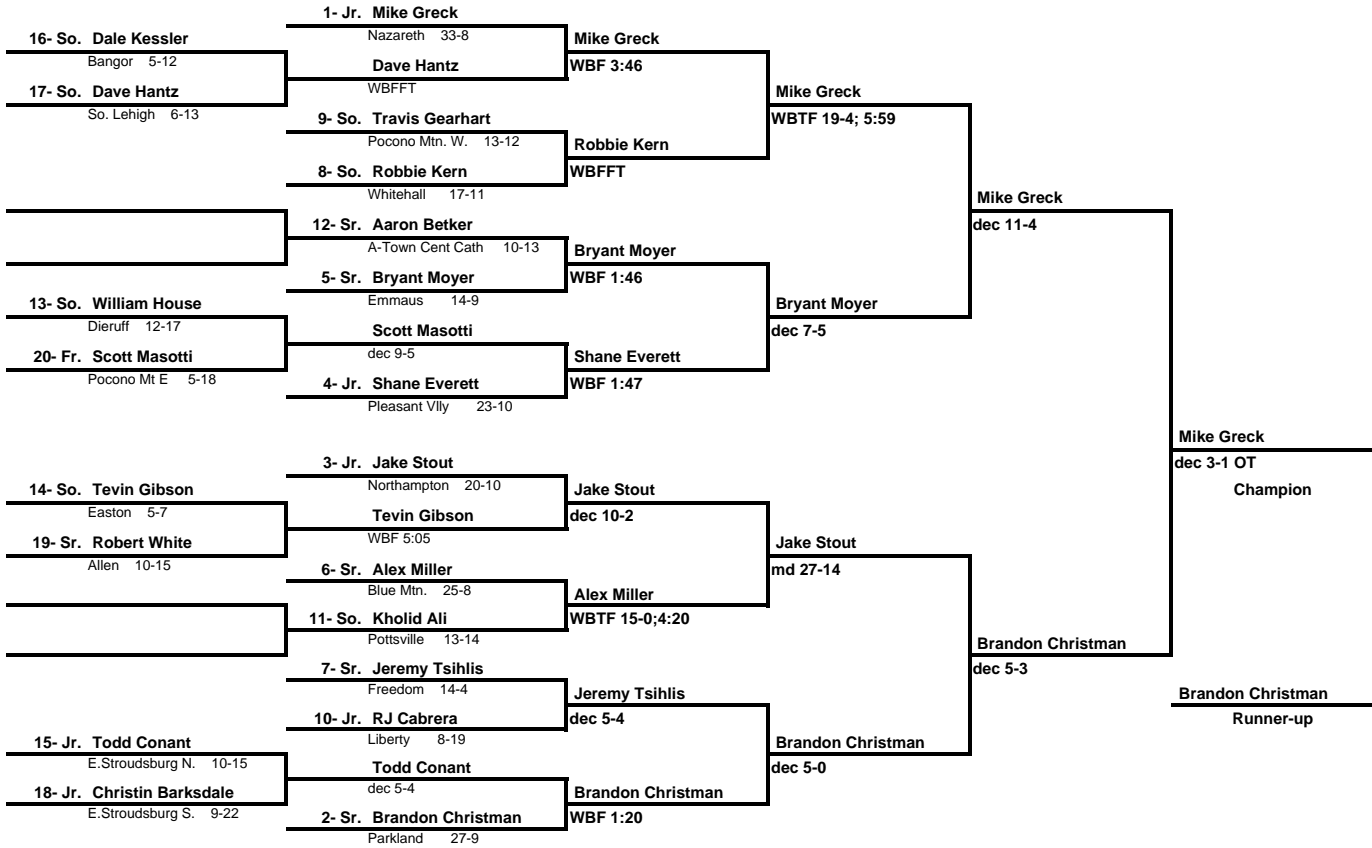 1- Jr. Mike Greck
Nazareth 33-8
16- So. Dale Kessler
Bangor 5-12
Dave Hantz
WBFFT
17- So. Dave Hantz
So. Lehigh 6-13
Mike Greck
WBF 3:46
9- So. Travis Gearhart
Pocono Mtn. W. 13-12
8- So. Robbie Kern
Whitehall 17-11
Robbie Kern
WBFFT
Mike Greck
WBTF 19-4; 5:59
12- Sr. Aaron Betker
A-Town Cent Cath 10-13
5- Sr. Bryant Moyer
Emmaus 14-9
Bryant Moyer
WBF 1:46
13- So. William House
Dieruff 12-17
Scott Masotti
dec 9-5
20- Fr. Scott Masotti
Pocono Mt E 5-18
4- Jr. Shane Everett
Pleasant Vlly 23-10
Shane Everett
WBF 1:47
Bryant Moyer
dec 7-5
Mike Greck
dec 11-4
Mike Greck
dec 3-1 OT
Champion
3- Jr. Jake Stout
Northampton 20-10
14- So. Tevin Gibson
Easton 5-7
Tevin Gibson
WBF 5:05
19- Sr. Robert White
Allen 10-15
Jake Stout
dec 10-2
6- Sr. Alex Miller
Blue Mtn. 25-8
11- So. Kholid Ali
Pottsville 13-14
Alex Miller
WBTF 15-0;4:20
Jake Stout
md 27-14
7- Sr. Jeremy Tsihlis
Freedom 14-4
10- Jr. RJ Cabrera
Liberty 8-19
Jeremy Tsihlis
dec 5-4
15- Jr. Todd Conant
E.Stroudsburg N. 10-15
Todd Conant
dec 5-4
18- Jr. Christin Barksdale
E.Stroudsburg S. 9-22
2- Sr. Brandon Christman
Parkland 27-9
Brandon Christman
WBF 1:20
Brandon Christman
dec 5-0
Brandon Christman
dec 5-3
Brandon Christman
Runner-up